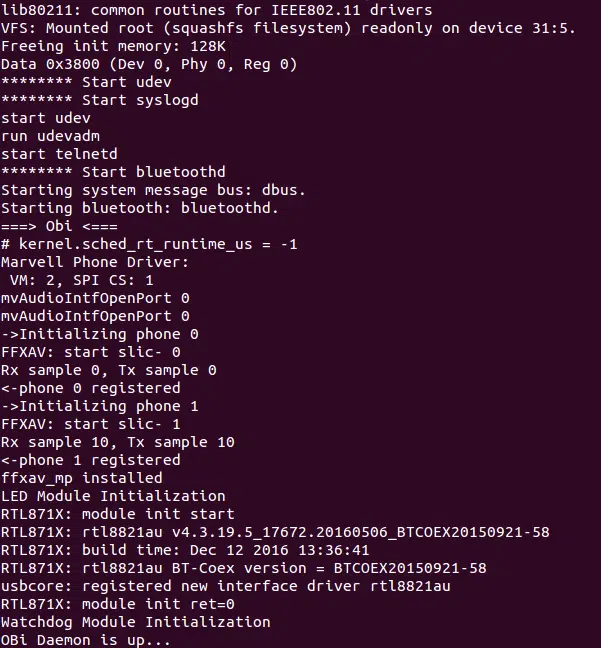 lib80211: common routines for IEEE802.11 drivers
VFS: Mounted root (squashfs filesystem) readonly on device 31:5.
Freeing init memory: 128K
Data 0x3800 (Dev 0, Phy 0, Reg 0)
******** Start udev
******** Start syslogd
start udev
run udevadm
start telnetd
******** Start bluetoothd
Starting system message bus: dbus.
Starting bluetooth: bluetoothd.
===> Obi <===
# kernel.sched_rt_runtime_us = -1
Marvell Phone Driver:
 VM: 2, SPI CS: 1
mvAudioIntfOpenPort 0
mvAudioIntfOpenPort 0
->Initializing phone 0
FFXAV: start slic- 0
Rx sample 0, Tx sample 0
<-phone 0 registered
->Initializing phone 1
FFXAV: start slic- 1
Rx sample 10, Tx sample 10
<-phone 1 registered
ffxav_mp installed
LED Module Initialization
RTL871X: module init start
RTL871X: rtl8821au v4.3.19.5_17672.20160506_BTCOEX20150921-58
RTL871X: build time: Dec 12 2016 13:36:41
RTL871X: rtl8821au BT-Coex version = BTCOEX20150921-58
usbcore: registered new interface driver rtl8821au
RTL871X: module init ret=0
Watchdog Module Initialization
OBi Daemon is up...